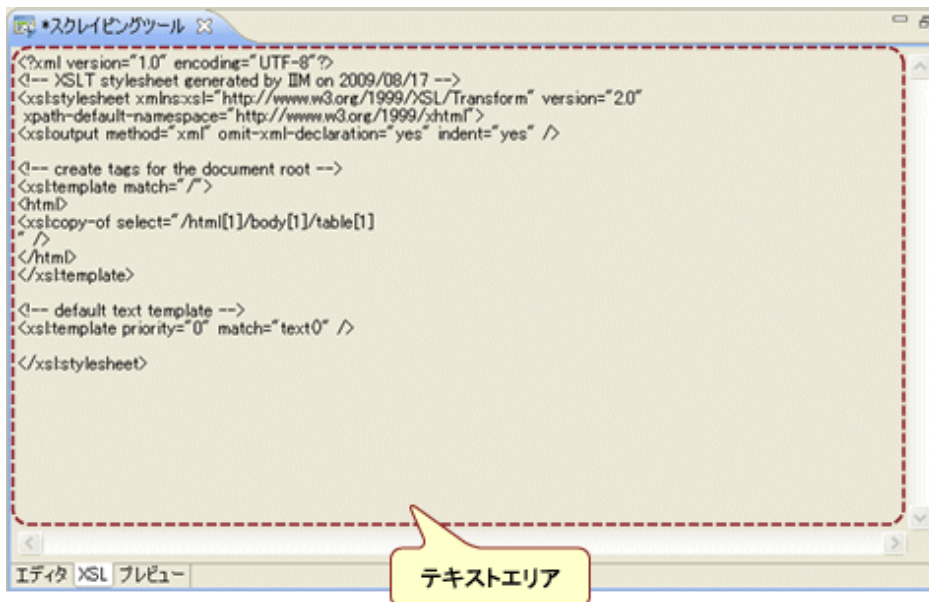 *スクレイピングツール
<?xml version="1.0" encoding="UTF-8"?>
<!-- XSLT stylesheet generated by IIM on 2009/08/17 -->
<xsl:stylesheet xmlns:xsl="http://www.w3.org/1999/XSL/Transform" version="2.0"
xpath-default-namespace="http://www.w3.org/1999/xhtml">
<xsl:output method="xml" omit-xml-declaration="yes" indent="yes" />
<!-- create tags for the document root -->
<xsl:template match="/">
<html>
<xsl:copy-of select="/html[1]/body[1]/table[1]
" />
</html>
</xsl:template>
<!-- default text template -->
<xsl:template priority="0" match="text()" />
</xsl:stylesheet>
エディタ XSL プレビュー
テキストエリア